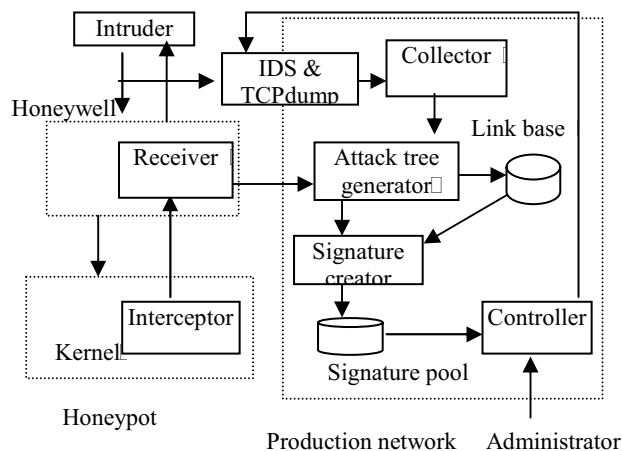 Intruder
IDS &
TCPdump
Collector
Honeywell
Link base
Receiver
Attack tree
generator
Signature
creator
Interceptor
Controller
Kernel
Signature pool
Honeypot
Production network
Administrator